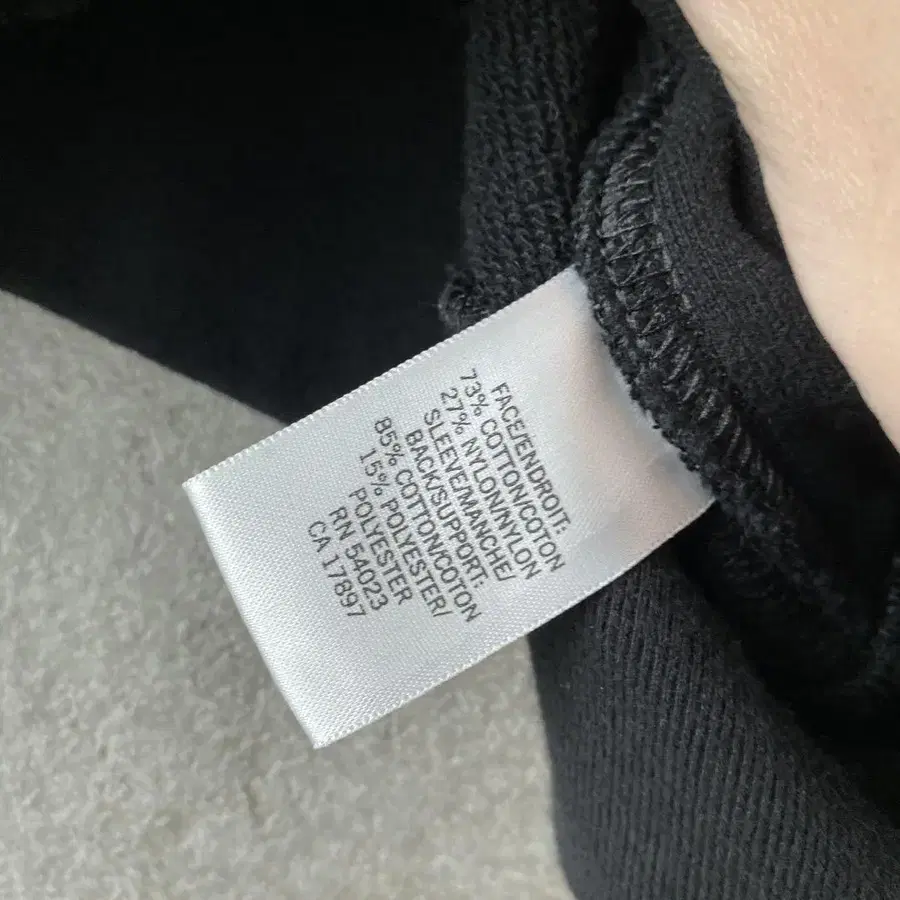 FACE/ENDROIT:
73% COTTON/COTON
27% NYLON/NYLON
SLEEVE/MANCHE/
BACK/SUPPORT:
85% COTTON/COTON
15% POLYESTER/
POLYESTER
RN 54023
CA 17897